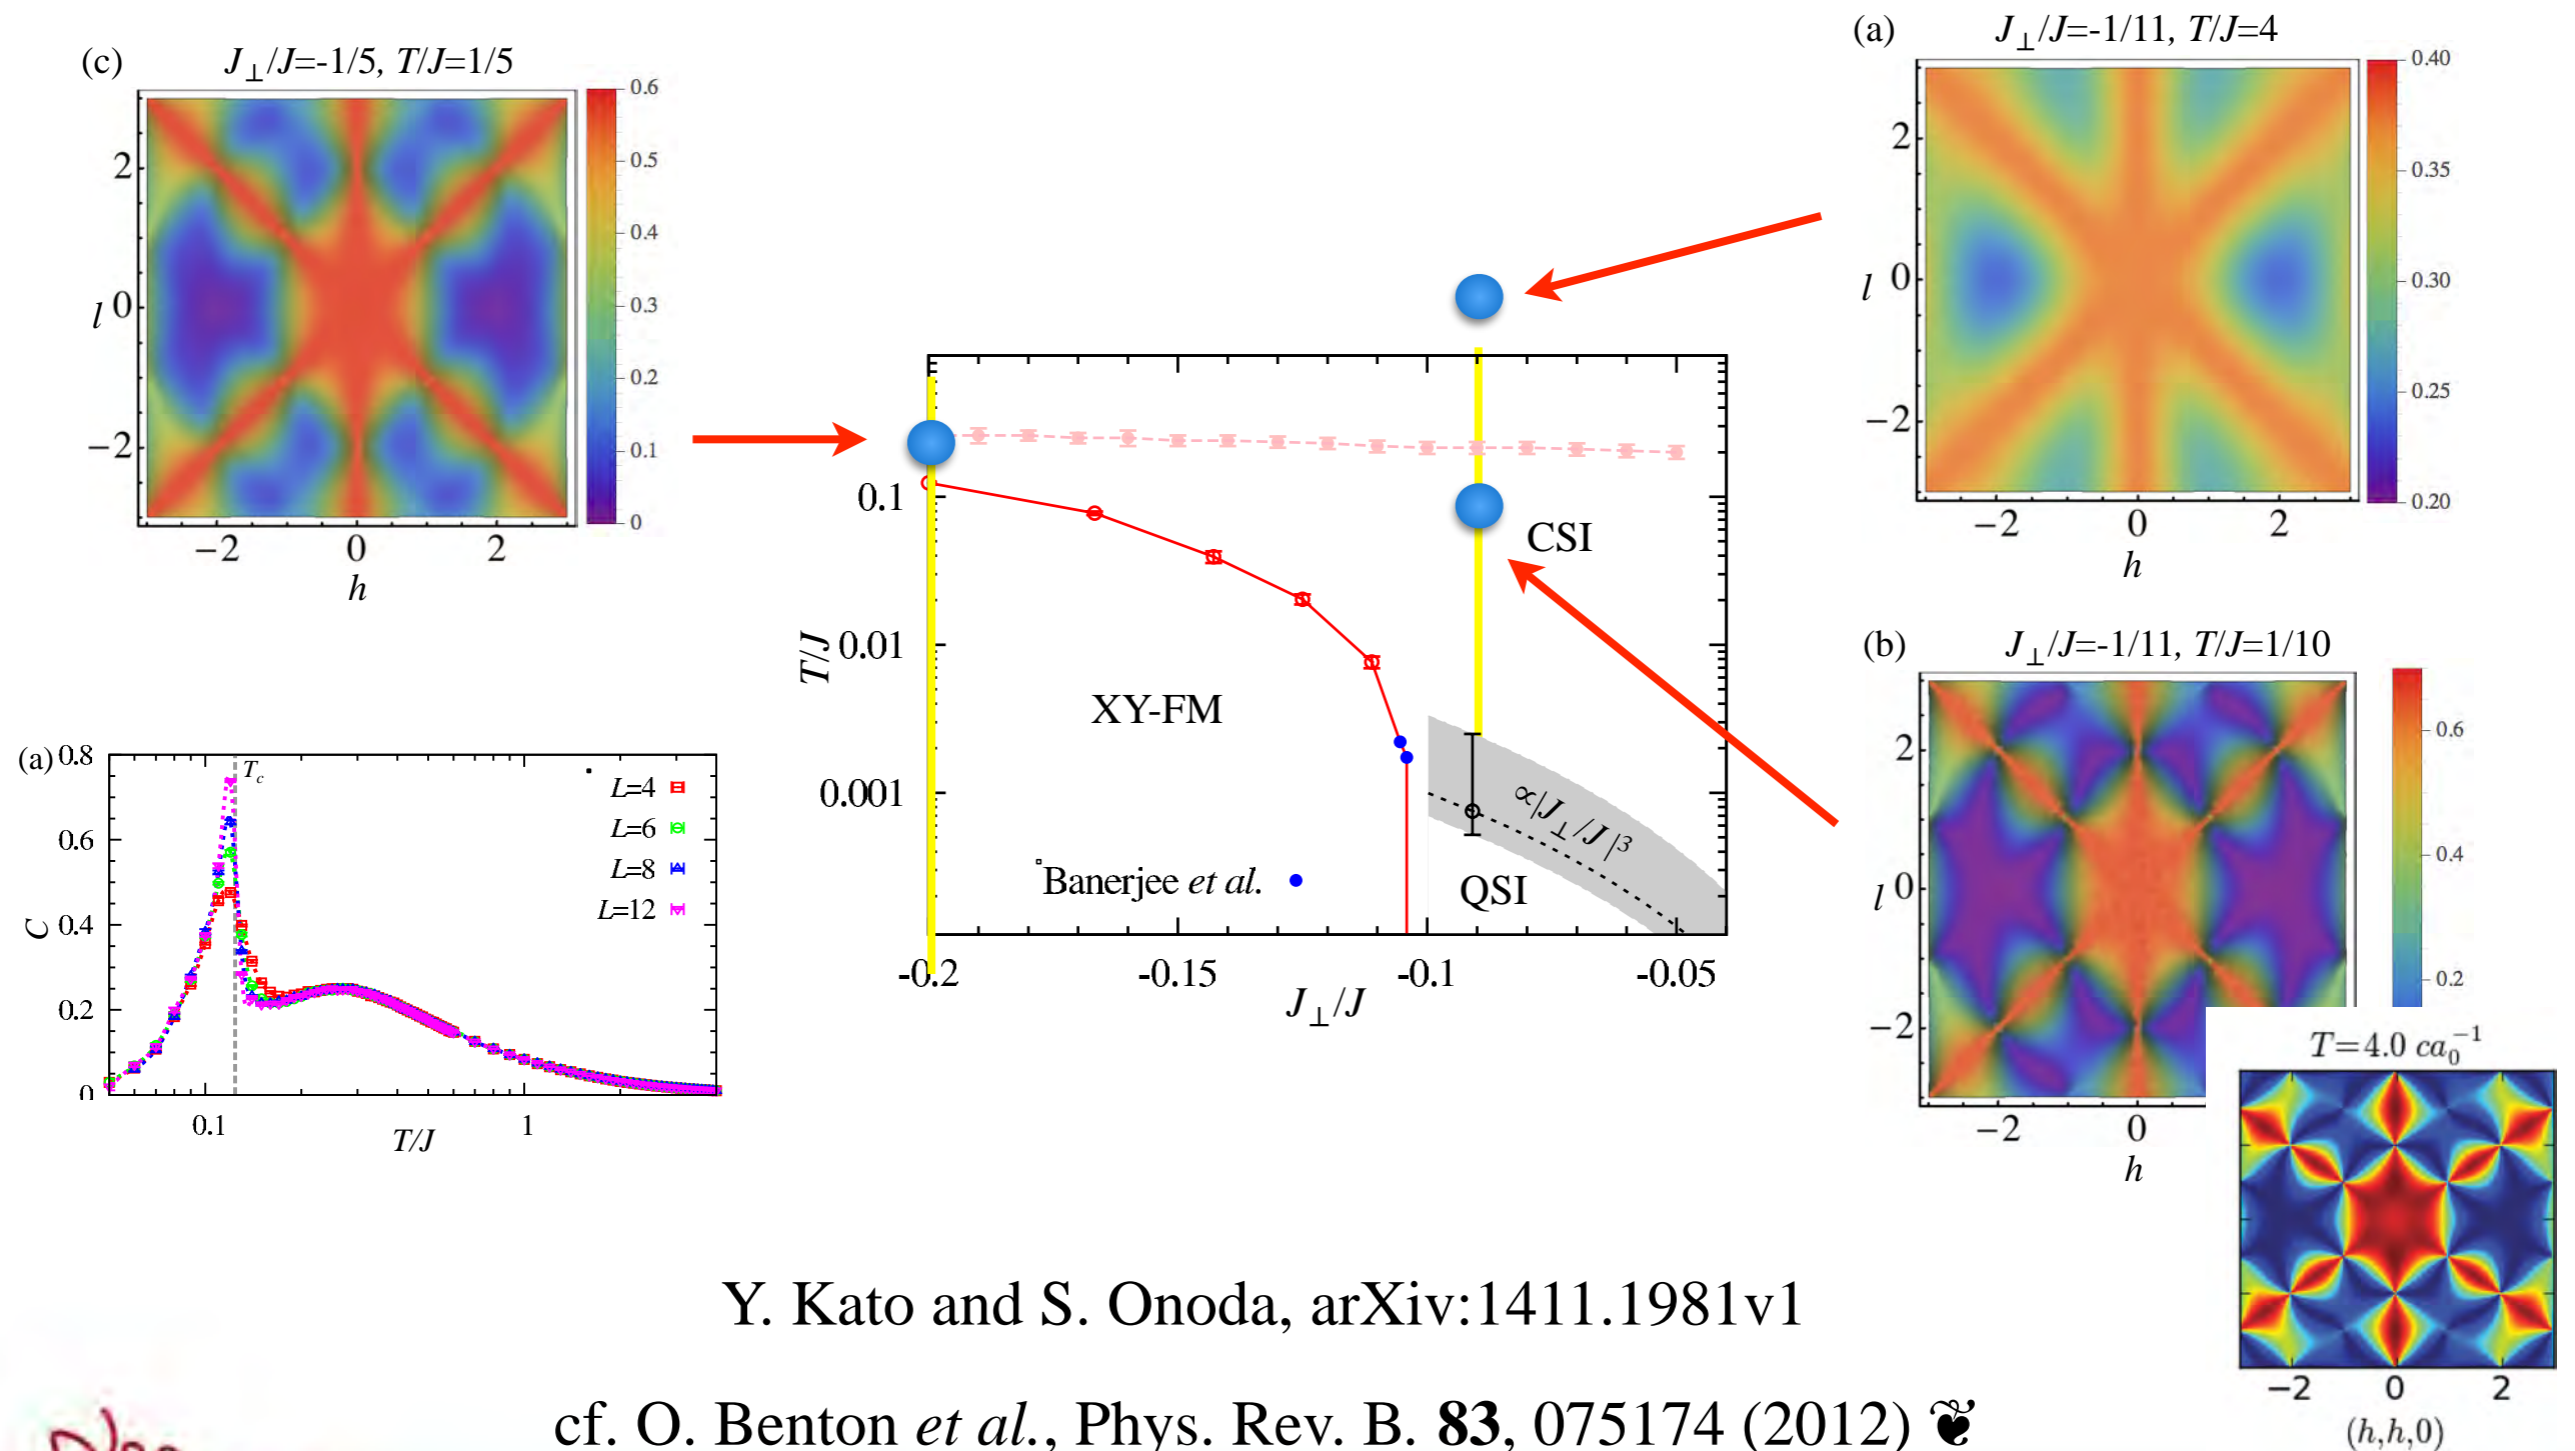 (c) J⊥/J=-1/5, T/J=1/5
0.6
0.5
0.4
0.3
0.2
0.1
0
2
l 0
−2
−2 0 2
h
(a) J⊥/J=-1/11, T/J=4
0.40
0.35
0.30
0.25
0.20
2
l 0
−2
−2 0 2
h
0.1
0.01
0.001
T/J
CSI
XY-FM
∝|J⊥/J|³
QSI
Banerjee et al.
-0.2 -0.15 -0.1 -0.05
J⊥/J
(a) 0.8
0.6
0.4
0.2
0
C
Tc
L=4
L=6
L=8
L=12
0.1 1
T/J
(b) J⊥/J=-1/11, T/J=1/10
0.6
0.4
0.2
2
l 0
−2
−2 0
h
T=4.0 ca₀⁻¹
−2 0 2
(h,h,0)
Y. Kato and S. Onoda, arXiv:1411.1981v1
cf. O. Benton et al., Phys. Rev. B. 83, 075174 (2012) ❦